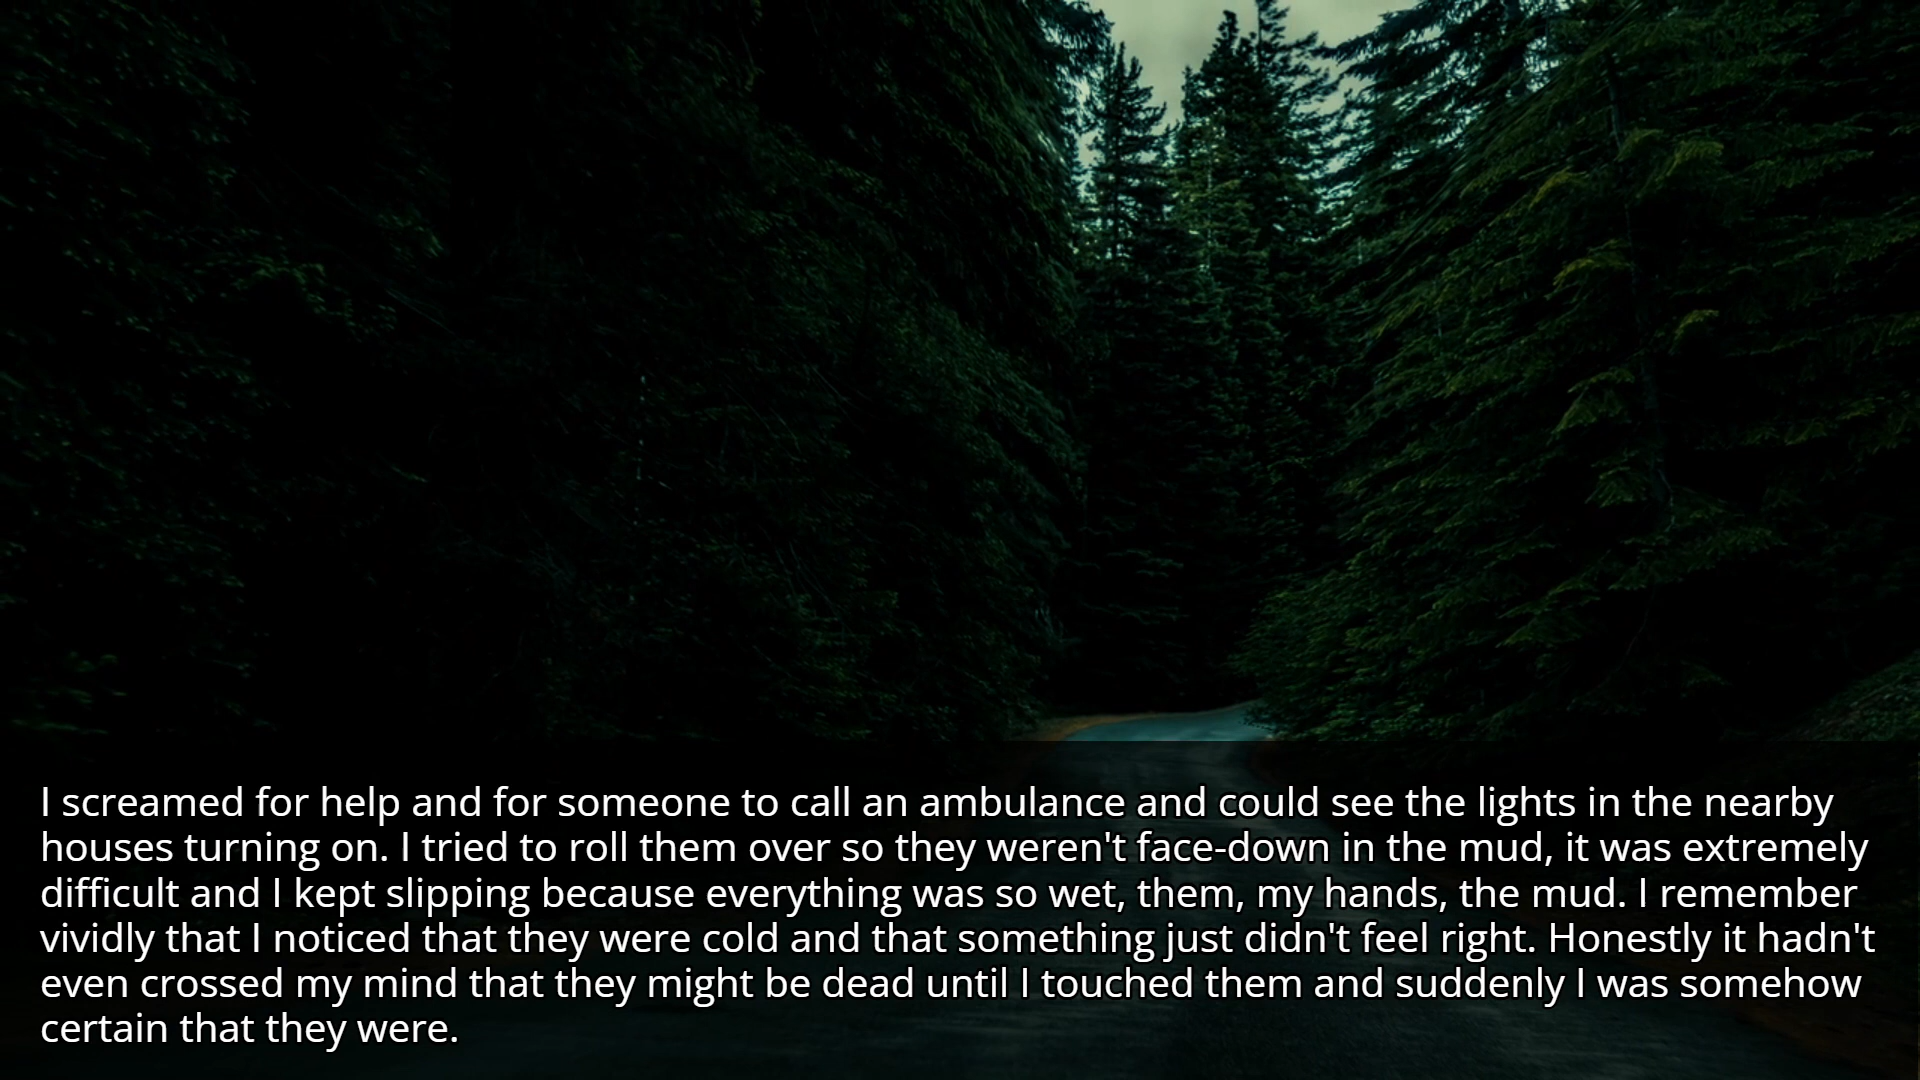 I screamed for help and for someone to call an ambulance and could see the lights in the nearby
houses turning on. I tried to roll them over so they weren't face-down in the mud, it was extremely
difficult and I kept slipping because everything was so wet, them, my hands, the mud. I remember
vividly that I noticed that they were cold and that something just didn't feel right. Honestly it hadn't
even crossed my mind that they might be dead until I touched them and suddenly I was somehow
certain that they were.